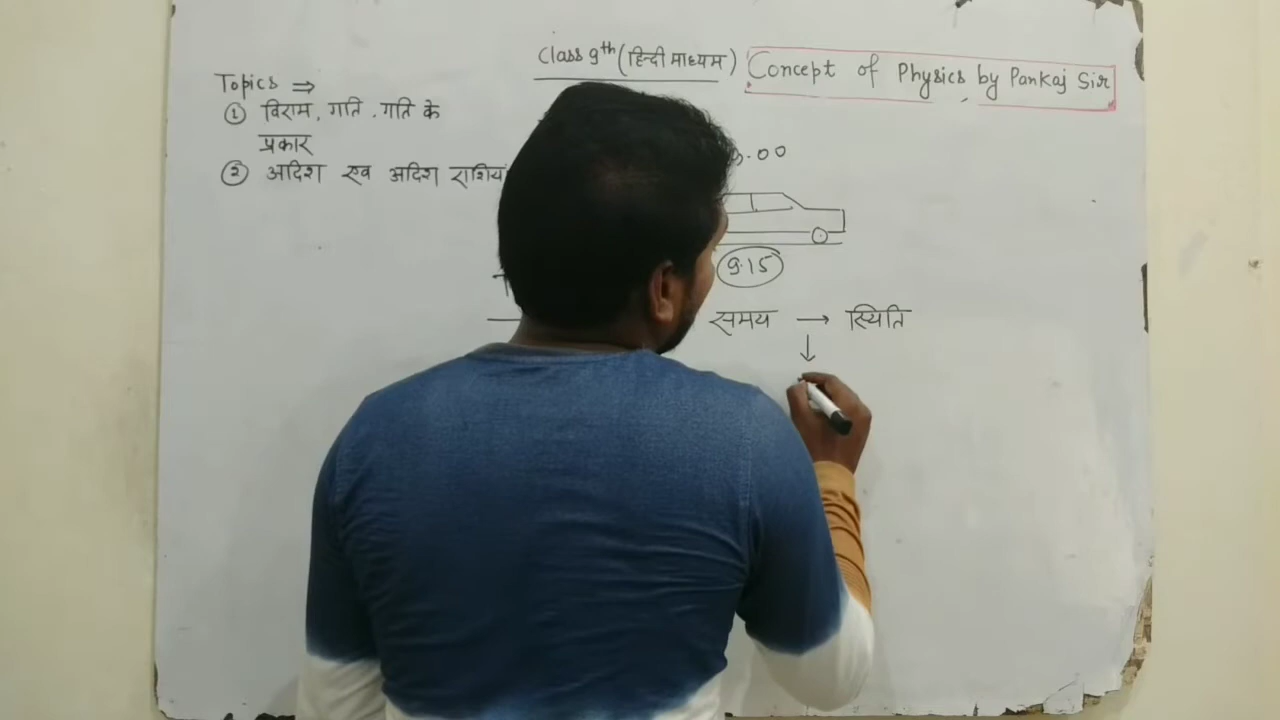 Class 9th (हिन्दी माध्यम) Concept of Physics by Pankaj Sir
Topics ⇒
① विराम, गति, गति के
प्रकार
② आदिश एवं अदिश राशियां
.00
9.15
समय → स्थिति